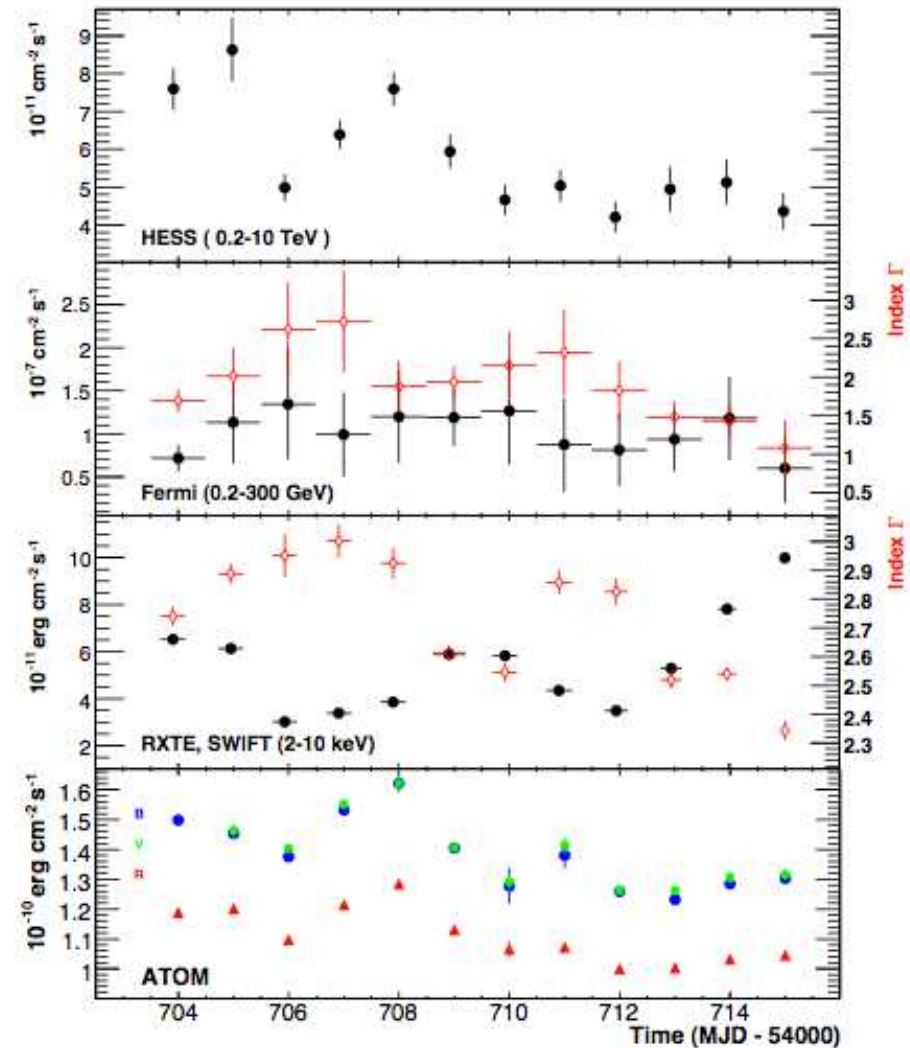 10⁻¹¹ cm⁻² s⁻¹
9
8
7
6
5
4
HESS ( 0.2-10 TeV )
10⁻⁷ cm⁻² s⁻¹
2.5
2
1.5
1
0.5
Fermi (0.2-300 GeV)
3
2.5
2
1.5
1
0.5
Index Γ
10⁻¹¹ erg cm⁻² s⁻¹
10
8
6
4
2
RXTE, SWIFT (2-10 keV)
3
2.9
2.8
2.7
2.6
2.5
2.4
2.3
Index Γ
10⁻¹⁰ erg cm⁻² s⁻¹
1.6
1.5
1.4
1.3
1.2
1.1
1
B
V
R
ATOM
704 706 708 710 712 714
Time (MJD - 54000)